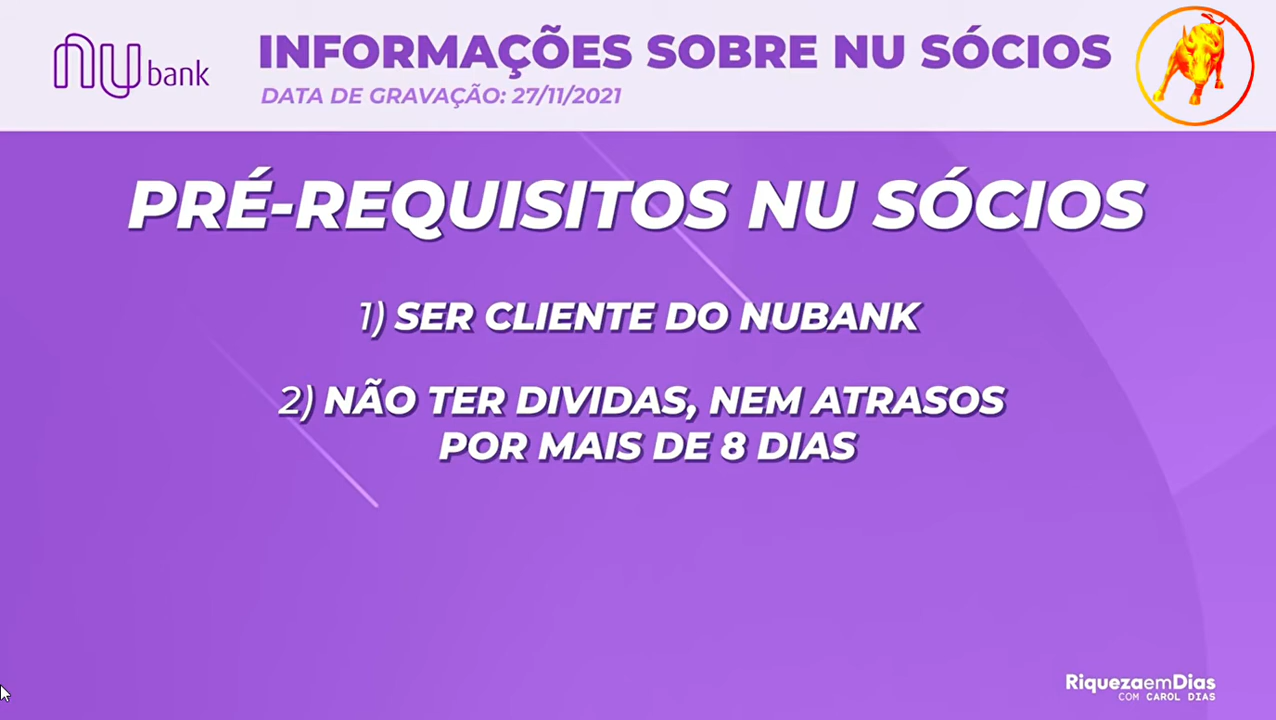 nu bank
INFORMAÇÕES SOBRE NU SÓCIOS
DATA DE GRAVAÇÃO: 27/11/2021
PRÉ-REQUISITOS NU SÓCIOS
1) SER CLIENTE DO NUBANK
2) NÃO TER DIVIDAS, NEM ATRASOS
POR MAIS DE 8 DIAS
RiquezaemDias
COM CAROL DIAS